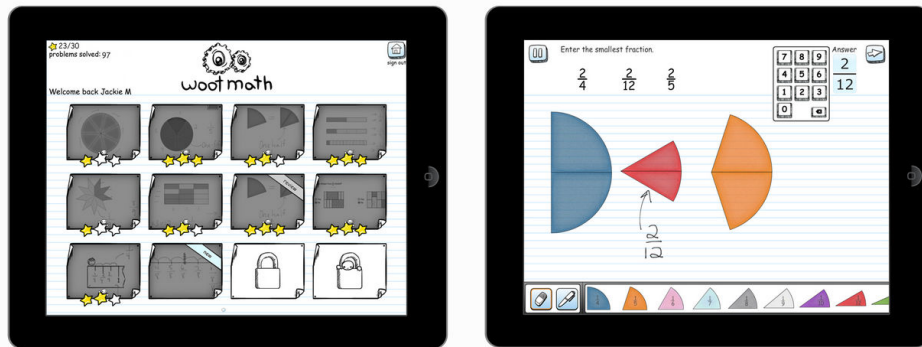 23/30
problems solved: 97
sign out
woot math
Welcome back Jackie M
review
new
Enter the smallest fraction.
2/4 2/12 2/5
7 8 9
4 5 6
1 2 3
0
Answer
2/12
2/12